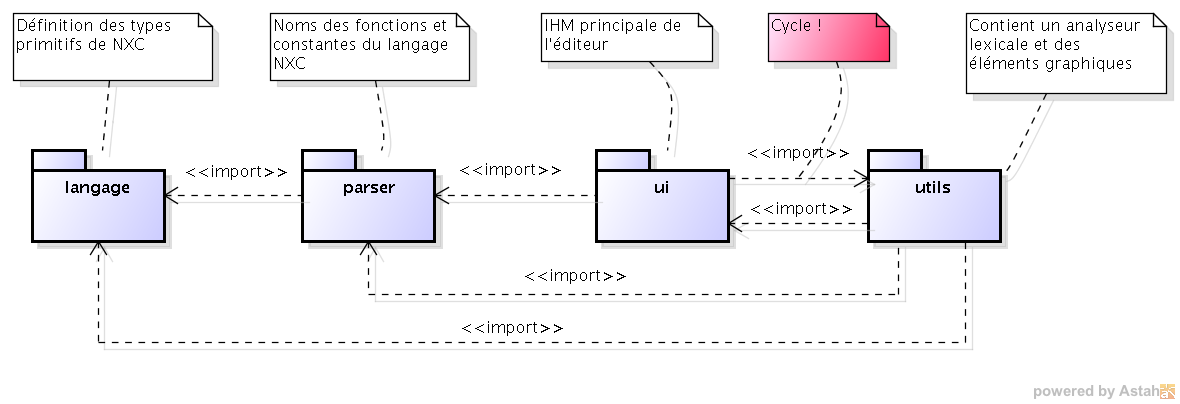 Définition des types
primitifs de NXC
Noms des fonctions et
constantes du langage
NXC
IHM principale de
l'éditeur
Cycle !
Contient un analyseur
lexicale et des
éléments graphiques
<<import>>
<<import>>
<<import>>
langage
parser
ui
utils
<<import>>
<<import>>
<<import>>
powered by Astah